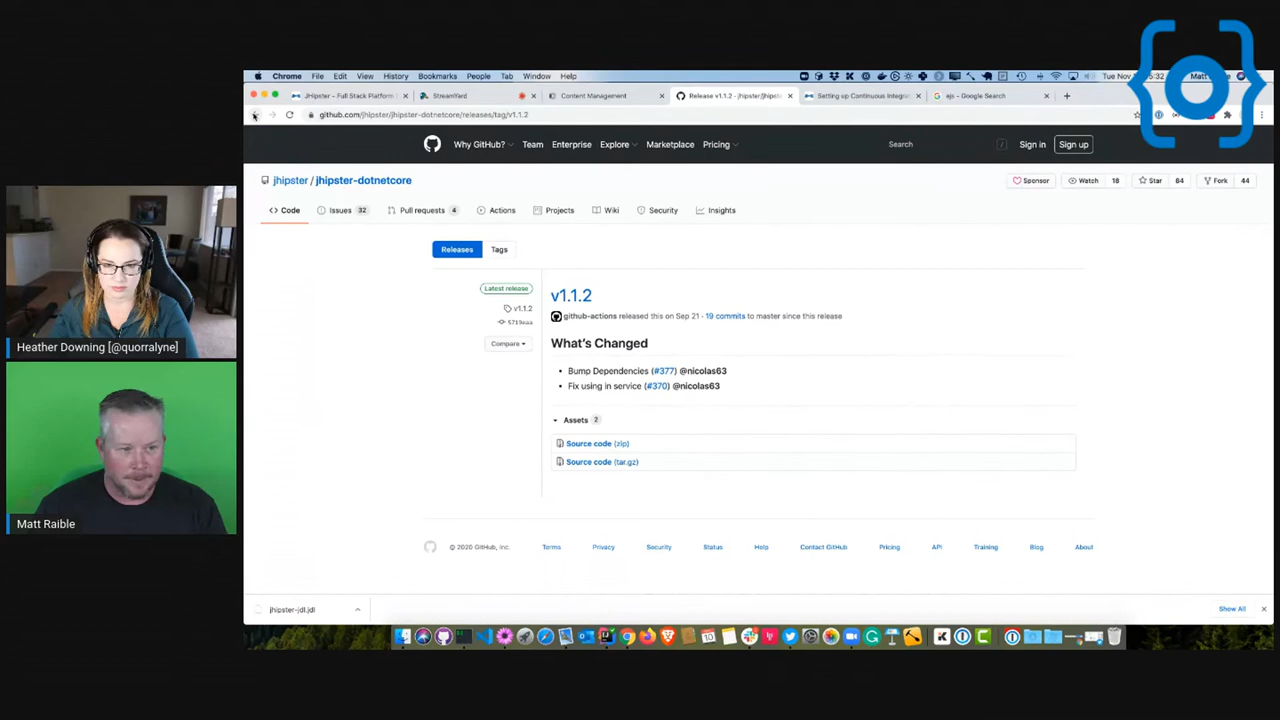 Chrome File Edit View History Bookmarks People Tab Window Help
JHipster - Full Stack Platform
StreamYard
Content Management
Release v1.1.2 · jhipster/jhipste
Setting up Continuous Integrat
ejs - Google Search
github.com/jhipster/jhipster-dotnetcore/releases/tag/v1.1.2
Why GitHub? Team Enterprise Explore Marketplace Pricing Search / Sign in Sign up
jhipster / jhipster-dotnetcore
Sponsor Watch 18 Star 84 Fork 44
Code Issues 32 Pull requests 4 Actions Projects Wiki Security Insights
Releases Tags
Latest release
v1.1.2
5719eaa
Compare
v1.1.2
github-actions released this on Sep 21 · 19 commits to master since this release
What's Changed
• Bump Dependencies (#377) @nicolas63
• Fix using in service (#370) @nicolas63
Assets 2
Source code (zip)
Source code (tar.gz)
© 2020 GitHub, Inc. Terms Privacy Security Status Help Contact GitHub Pricing API Training Blog About
jhipster-jdl.jdl
Show All
Heather Downing [@quorralyne]
Matt Raible